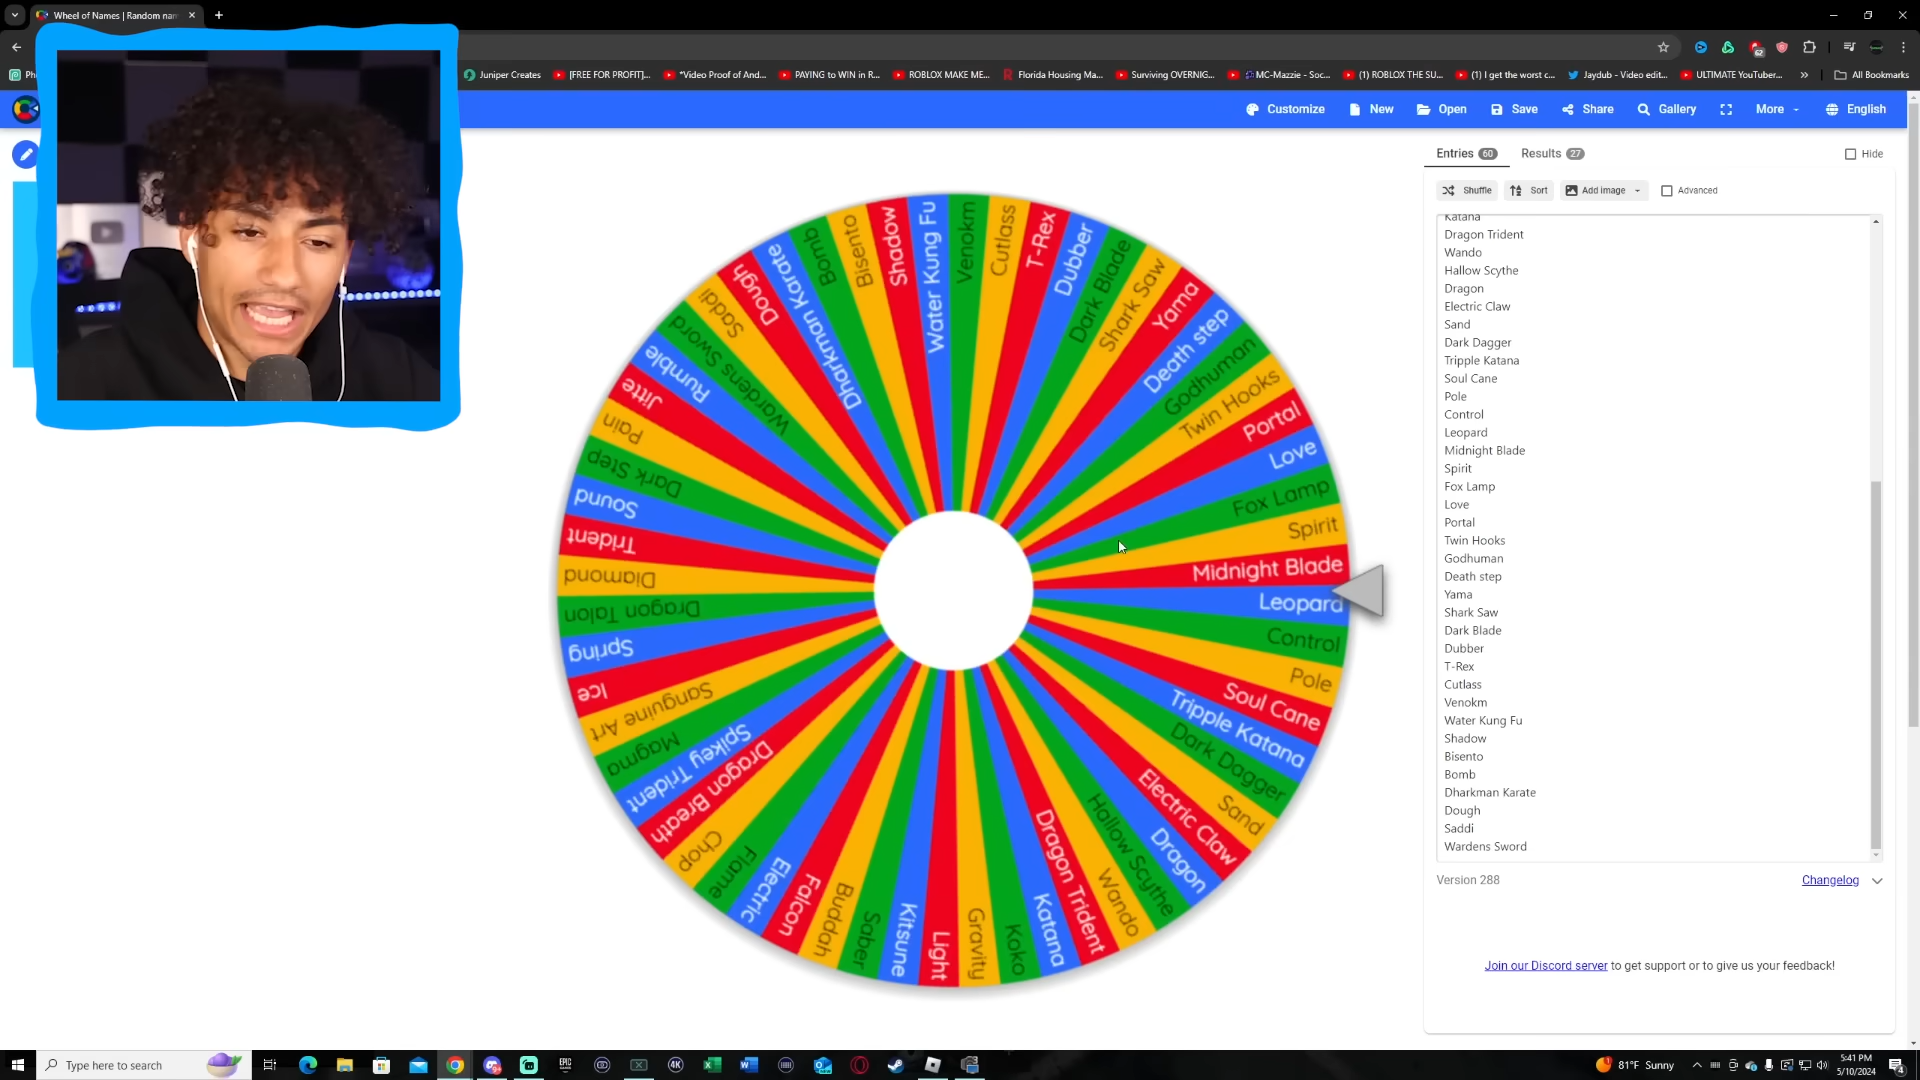 Wheel of Names | Random nam
Juniper Creates
[FREE FOR PROFIT]...
*Video Proof of And...
PAYING to WIN in R...
ROBLOX MAKE ME...
Florida Housing Ma...
Surviving OVERNIG...
MC-Mazzie - Soc...
(1) ROBLOX THE SU...
(1) I get the worst c...
Jaydub - Video edit...
ULTIMATE YouTuber...
All Bookmarks
Customize
New
Open
Save
Share
Gallery
More
English
Entries 60
Results 27
Hide
Shuffle
Sort
Add image
Advanced
Katana
Dragon Trident
Wando
Hallow Scythe
Dragon
Electric Claw
Sand
Dark Dagger
Tripple Katana
Soul Cane
Pole
Control
Leopard
Midnight Blade
Spirit
Fox Lamp
Love
Portal
Twin Hooks
Godhuman
Death step
Yama
Shark Saw
Dark Blade
Dubber
T-Rex
Cutlass
Venokm
Water Kung Fu
Shadow
Bisento
Bomb
Dharkman Karate
Dough
Saddi
Wardens Sword
Version 288
Changelog
Join our Discord server to get support or to give us your feedback!
Venokm
Cutlass
T-Rex
Dubber
Dark Blade
Shark Saw
Yama
Death step
Godhuman
Twin Hooks
Portal
Love
Fox Lamp
Spirit
Midnight Blade
Leopard
Control
Pole
Soul Cane
Tripple Katana
Dark Dagger
Sand
Electric Claw
Dragon
Hallow Scythe
Wando
Dragon Trident
Katana
Koko
Gravity
Light
Kitsune
Saber
Buddah
Falcon
Electric
Flame
Chop
Dragon Breath
Spikey Trident
Magma
Sanguine Art
Ice
Spring
Dragon Talon
Diamond
Trident
Sound
Dark Step
Pain
Jitte
Rumble
Wardens Sword
Saddi
Dough
Dharkman Karate
Bomb
Bisento
Shadow
Water Kung Fu
Type here to search
EPIC
4K
81°F Sunny
5:41 PM
5/10/2024